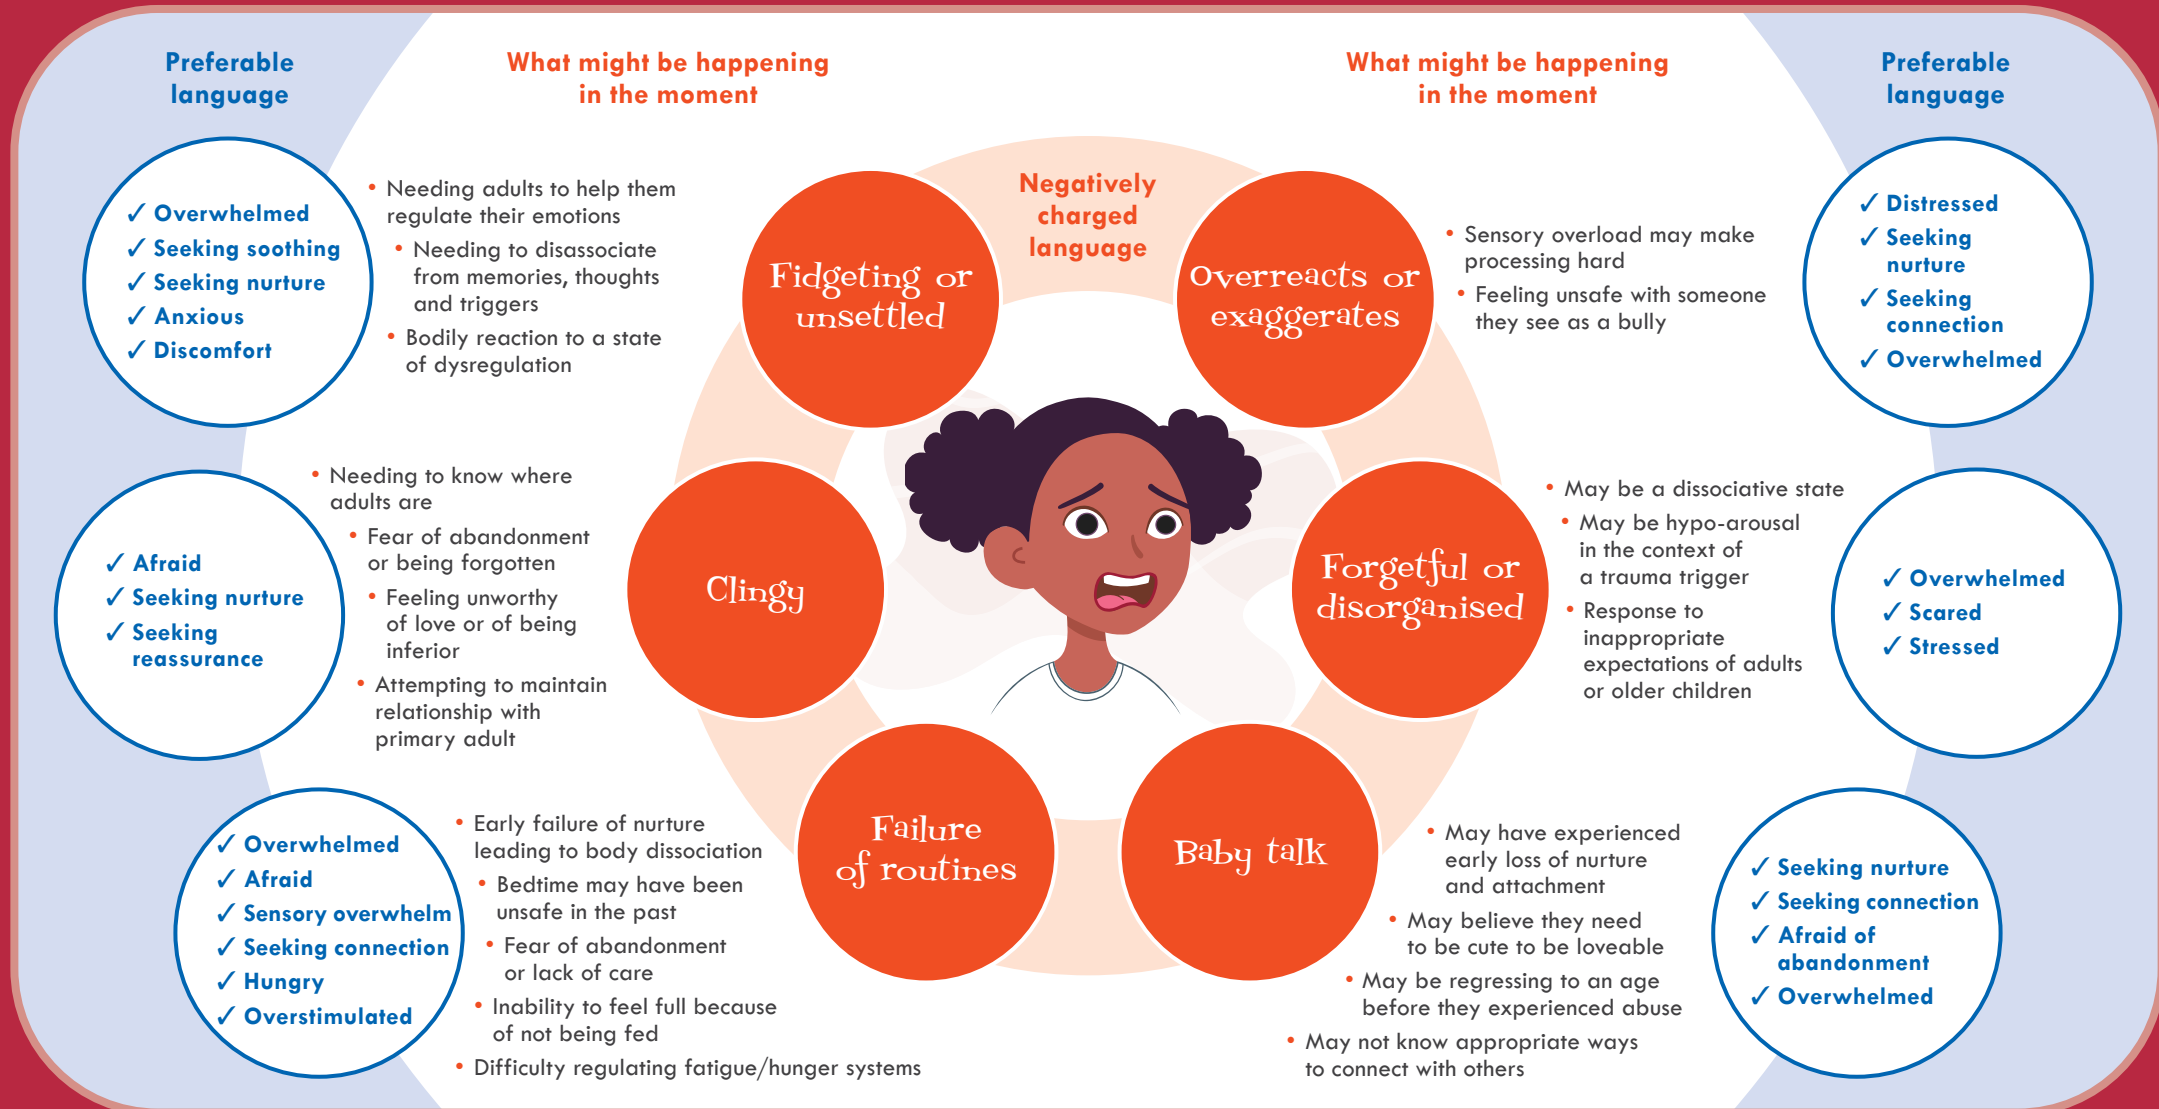 Preferable
language
What might be happening
in the moment
What might be happening
in the moment
Preferable
language
Negatively
charged
language
✓ Overwhelmed
✓ Seeking soothing
✓ Seeking nurture
✓ Anxious
✓ Discomfort
• Needing adults to help them
regulate their emotions
• Needing to disassociate
from memories, thoughts
and triggers
• Bodily reaction to a state
of dysregulation
Fidgeting or
unsettled
Overreacts or
exaggerates
• Sensory overload may make
processing hard
• Feeling unsafe with someone
they see as a bully
✓ Distressed
✓ Seeking
nurture
✓ Seeking
connection
✓ Overwhelmed
✓ Afraid
✓ Seeking nurture
✓ Seeking
reassurance
• Needing to know where
adults are
• Fear of abandonment
or being forgotten
• Feeling unworthy
of love or of being
inferior
• Attempting to maintain
relationship with
primary adult
Clingy
Forgetful or
disorganised
• May be a dissociative state
• May be hypo-arousal
in the context of
a trauma trigger
• Response to
inappropriate
expectations of adults
or older children
✓ Overwhelmed
✓ Scared
✓ Stressed
✓ Overwhelmed
✓ Afraid
✓ Sensory overwhelm
✓ Seeking connection
✓ Hungry
✓ Overstimulated
• Early failure of nurture
leading to body dissociation
• Bedtime may have been
unsafe in the past
• Fear of abandonment
or lack of care
• Inability to feel full because
of not being fed
• Difficulty regulating fatigue/hunger systems
Failure
of routines
Baby talk
• May have experienced
early loss of nurture
and attachment
• May believe they need
to be cute to be loveable
• May be regressing to an age
before they experienced abuse
• May not know appropriate ways
to connect with others
✓ Seeking nurture
✓ Seeking connection
✓ Afraid of
abandonment
✓ Overwhelmed